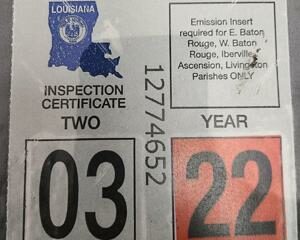 LOUISIANA
INSPECTION
CERTIFICATE
TWO
03
12774652
Emission Insert
required for E. Baton
Rouge, W. Baton
Rouge, Iberville,
Ascension, Livingston
Parishes ONLY
YEAR
22